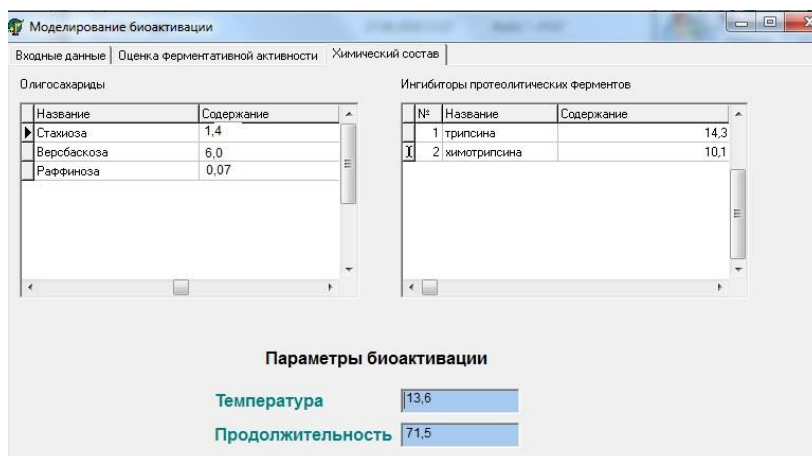 Моделирование биоактивации
Входные данные Оценка ферментативной активности Химический состав
Олигосахариды Ингибиторы протеолитических ферментов
Название Содержание № Название Содержание
Стахиоза 1,4 1 трипсина 14,3
Версбаскоза 6,0 2 химотрипсина 10,1
Раффиноза 0,07
Параметры биоактивации
Температура 13,6
Продолжительность 71,5